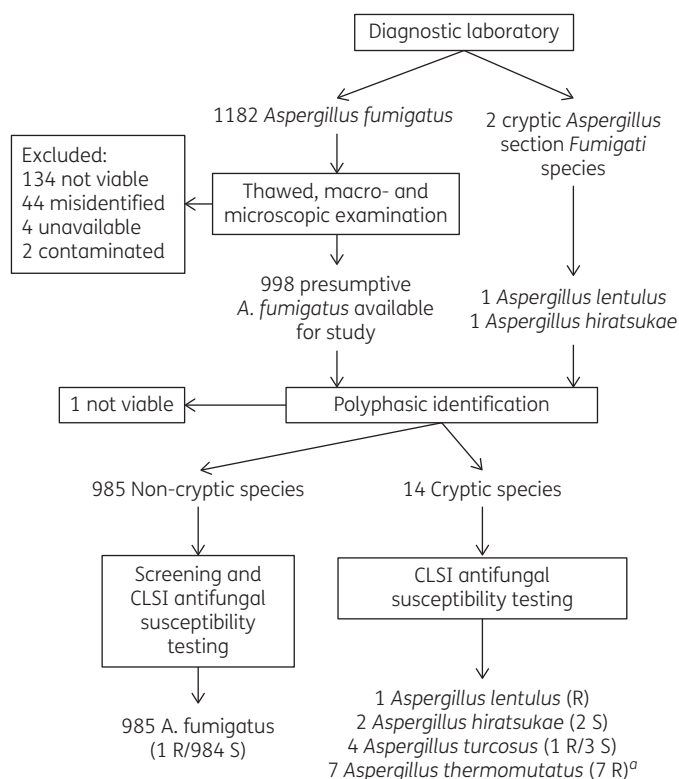 Diagnostic laboratory
1182 Aspergillus fumigatus
2 cryptic Aspergillus
section Fumigati
species
Excluded:
134 not viable
44 misidentified
4 unavailable
2 contaminated
Thawed, macro- and
microscopic examination
998 presumptive
A. fumigatus available
for study
1 Aspergillus lentulus
1 Aspergillus hiratsukae
1 not viable
Polyphasic identification
985 Non-cryptic species
14 Cryptic species
Screening and
CLSI antifungal
susceptibility
testing
CLSI antifungal
susceptibility testing
985 A. fumigatus
(1 R/984 S)
1 Aspergillus lentulus (R)
2 Aspergillus hiratsukae (2 S)
4 Aspergillus turcosus (1 R/3 S)
7 Aspergillus thermomutatus (7 R)a